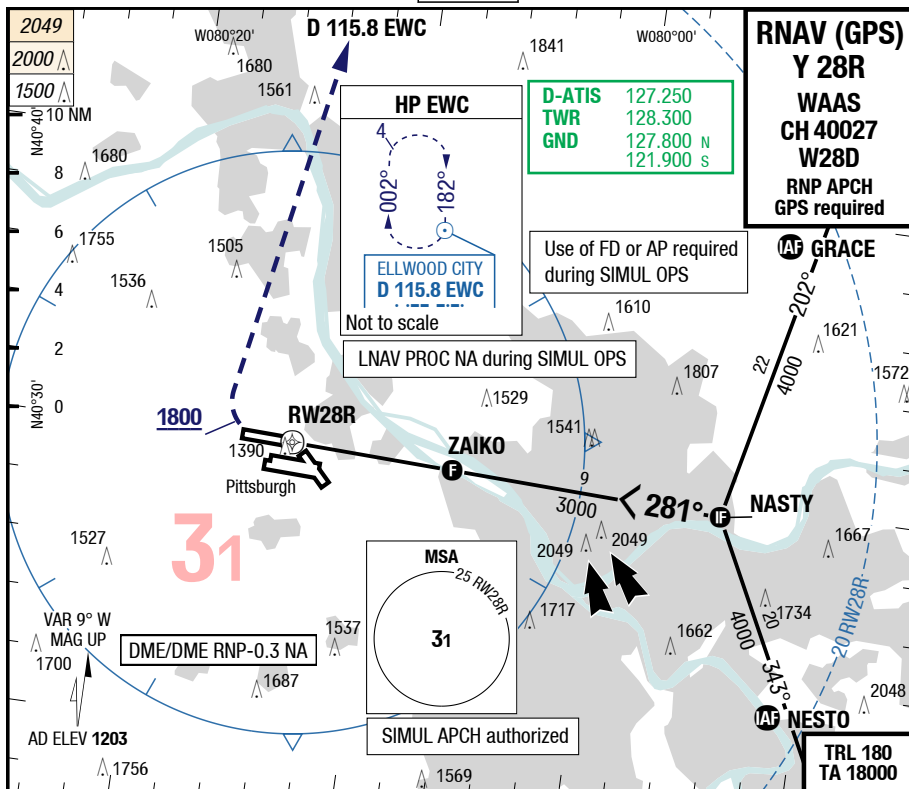 2049
2000
1500
10 NM
8
6
4
2
0
N40°40'
N40°30'
W080°20'
W080°00'
D 115.8 EWC
1680
1561
1841
1680
1755
1536
1505
HP EWC
4
002°
182°
ELLWOOD CITY
D 115.8 EWC
Not to scale
D-ATIS 127.250
TWR 128.300
GND 127.800 N
121.900 S
RNAV (GPS)
Y 28R
WAAS
CH 40027
W28D
RNP APCH
GPS required
Use of FD or AP required
during SIMUL OPS
IAF GRACE
202°
22
4000
1610
1621
1572
1807
LNAV PROC NA during SIMUL OPS
1529
1541
1800
RW28R
1390
Pittsburgh
ZAIKO
F
9
3000
281°
IF
NASTY
2049
2049
31
1527
1667
1717
1734
1662
MSA
25 RW28R
31
VAR 9° W
MAG UP
1700
DME/DME RNP-0.3 NA
1537
1687
20
4000
343°
20 RW28R
2048
IAF NESTO
SIMUL APCH authorized
AD ELEV 1203
1756
1569
TRL 180
TA 18000